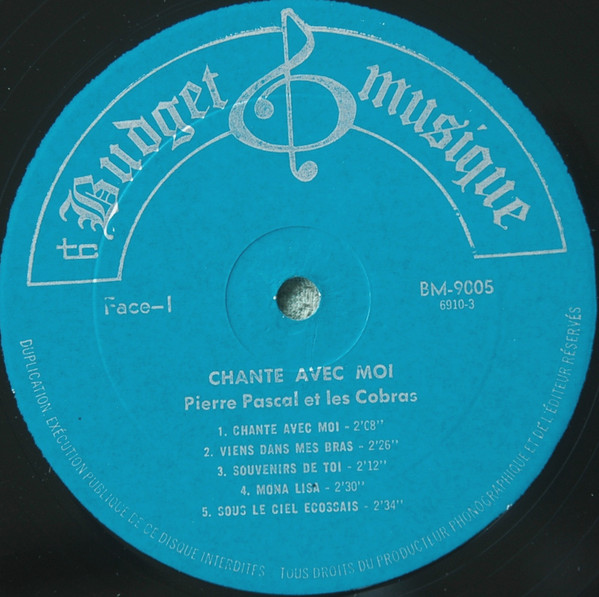 Budget musique
Face-1
BM-9005
6910-3
CHANTE AVEC MOI
Pierre Pascal et les Cobras
1. CHANTE AVEC MOI - 2'08"
2. VIENS DANS MES BRAS - 2'26"
3. SOUVENIRS DE TOI - 2'12"
4. MONA LISA - 2'30"
5. SOUS LE CIEL ECOSSAIS - 2'34"
DUPLICATION, EXÉCUTION PUBLIQUE DE CE DISQUE INTERDITES. TOUS DROITS DU PRODUCTEUR PHONOGRAPHIQUE ET DE L'ÉDITEUR RÉSERVÉS